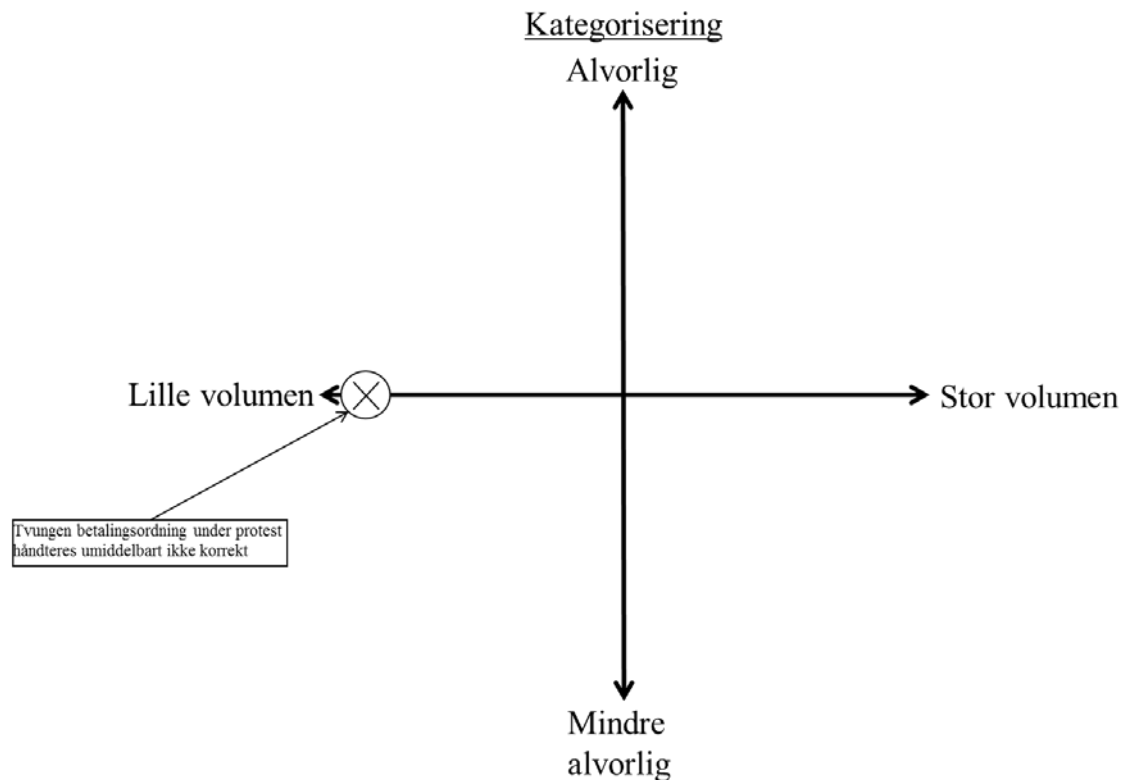 Kategorisering
Alvorlig
Lille volumen
Stor volumen
Tvungen betalingsordning under protest
håndteres umiddelbart ikke korrekt
Mindre
alvorlig